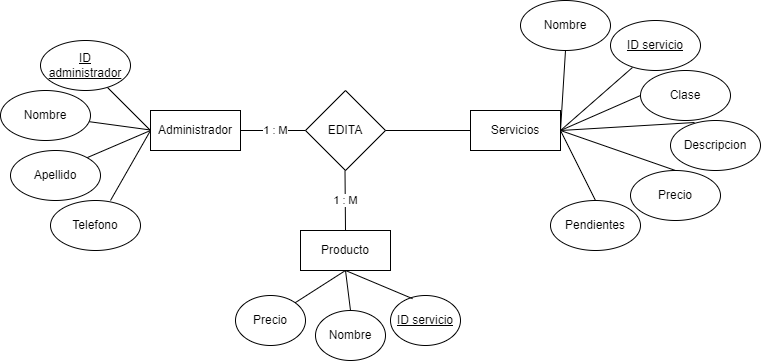 Nombre
ID servicio
ID
administrador
Clase
Nombre
Administrador
1 : M
EDITA
Servicios
Descripcion
Apellido
Precio
1 : M
Telefono
Pendientes
Producto
Precio
Nombre
ID servicio